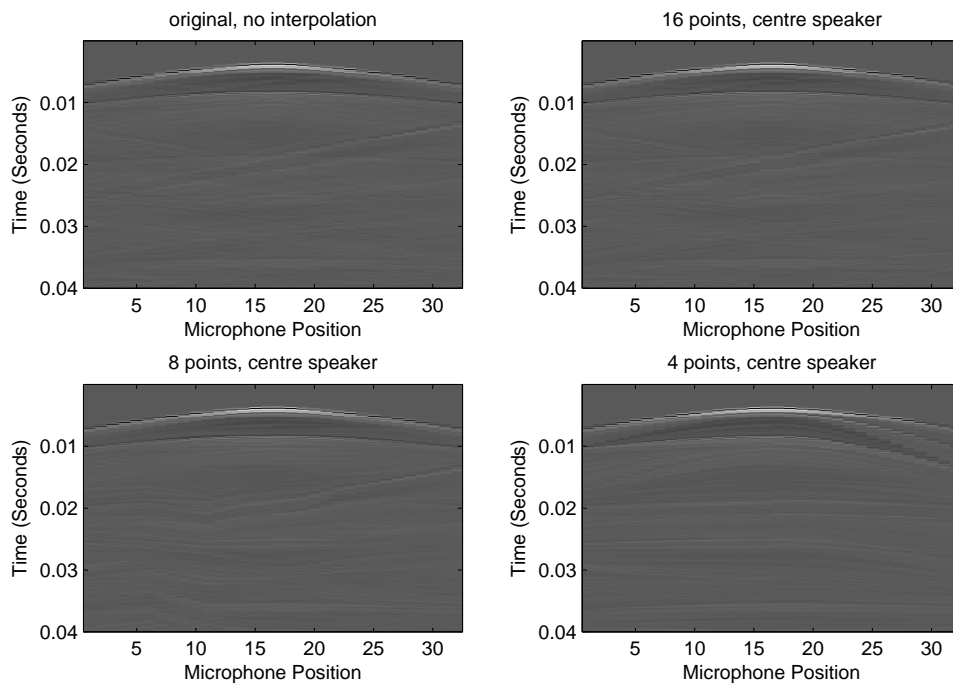 original, no interpolation
0.01
0.02
0.03
0.04
Time (Seconds)
5 10 15 20 25 30
Microphone Position
16 points, centre speaker
0.01
0.02
0.03
0.04
Time (Seconds)
5 10 15 20 25 30
Microphone Position
8 points, centre speaker
0.01
0.02
0.03
0.04
Time (Seconds)
5 10 15 20 25 30
Microphone Position
4 points, centre speaker
0.01
0.02
0.03
0.04
Time (Seconds)
5 10 15 20 25 30
Microphone Position